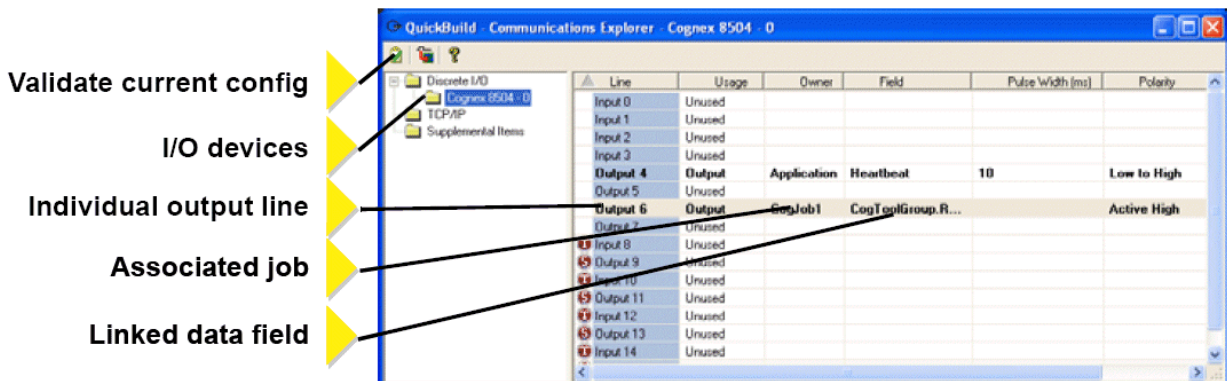 QuickBuild - Communications Explorer - Cognex 8504 - 0
Validate current config
I/O devices
Individual output line
Associated job
Linked data field
Discrete I/O
Cognex 8504 - 0
TCP/IP
Supplemental Items
Line Usage Owner Field Pulse Width (ms) Polarity
Input 0 Unused
Input 1 Unused
Input 2 Unused
Input 3 Unused
Output 4 Output Application Heartbeat 10 Low to High
Output 5 Unused
Output 6 Output CogJob1 CogToolGroup.R... Active High
Output 7 Unused
I Input 8 Unused
S Output 9 Unused
I Input 10 Unused
S Output 11 Unused
I Input 12 Unused
S Output 13 Unused
I Input 14 Unused